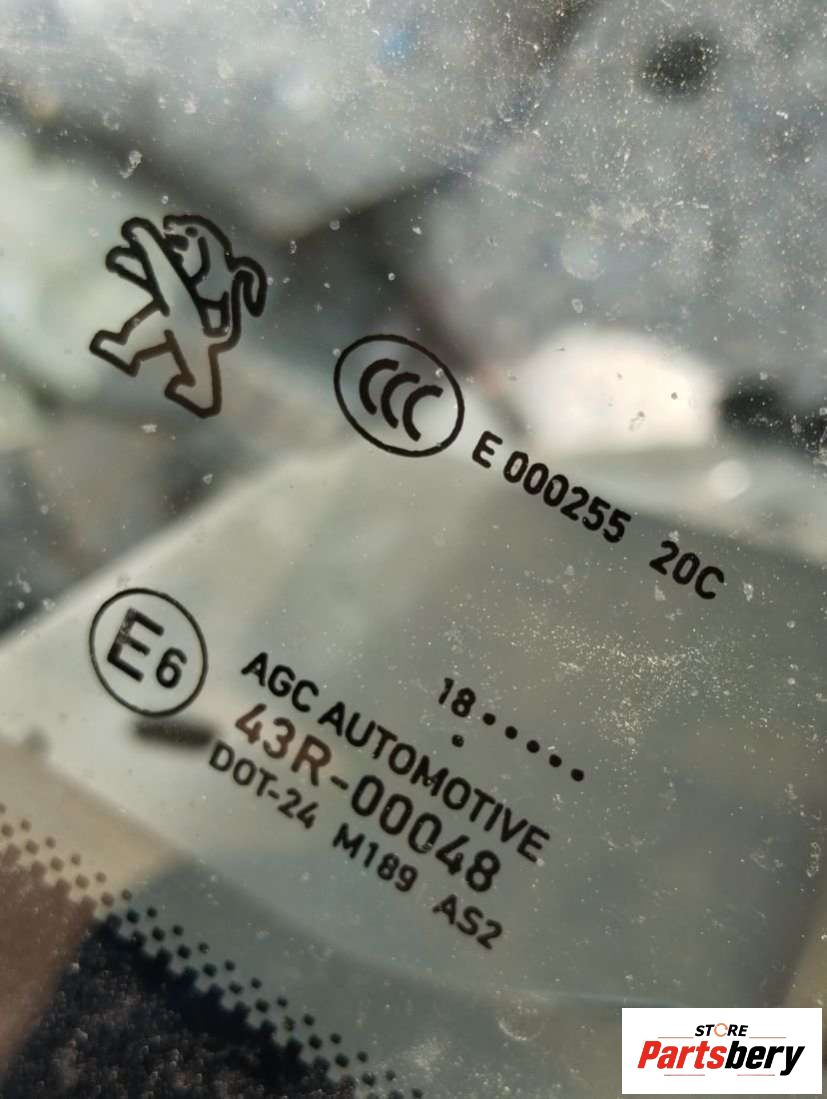 CCC
E 000255 20C
E6
18.....
.
AGC AUTOMOTIVE
43R-00048
DOT-24 M189 AS2
STORE
Partsbery